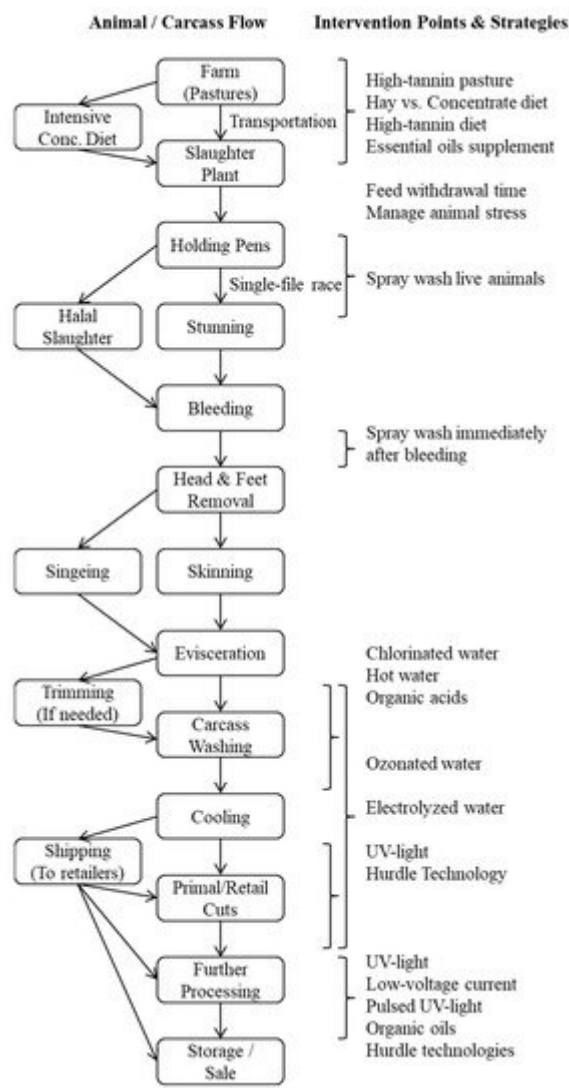 Animal / Carcass Flow
Intervention Points & Strategies
Farm
(Pastures)
Intensive
Conc. Diet
Transportation
Slaughter
Plant
High-tannin pasture
Hay vs. Concentrate diet
High-tannin diet
Essential oils supplement
Feed withdrawal time
Manage animal stress
Holding Pens
Single-file race
Spray wash live animals
Halal
Slaughter
Stunning
Bleeding
Spray wash immediately
after bleeding
Head & Feet
Removal
Singeing
Skinning
Evisceration
Trimming
(If needed)
Carcass
Washing
Chlorinated water
Hot water
Organic acids
Ozonated water
Cooling
Electrolyzed water
Shipping
(To retailers)
Primal/Retail
Cuts
UV-light
Hurdle Technology
Further
Processing
UV-light
Low-voltage current
Pulsed UV-light
Organic oils
Hurdle technologies
Storage /
Sale